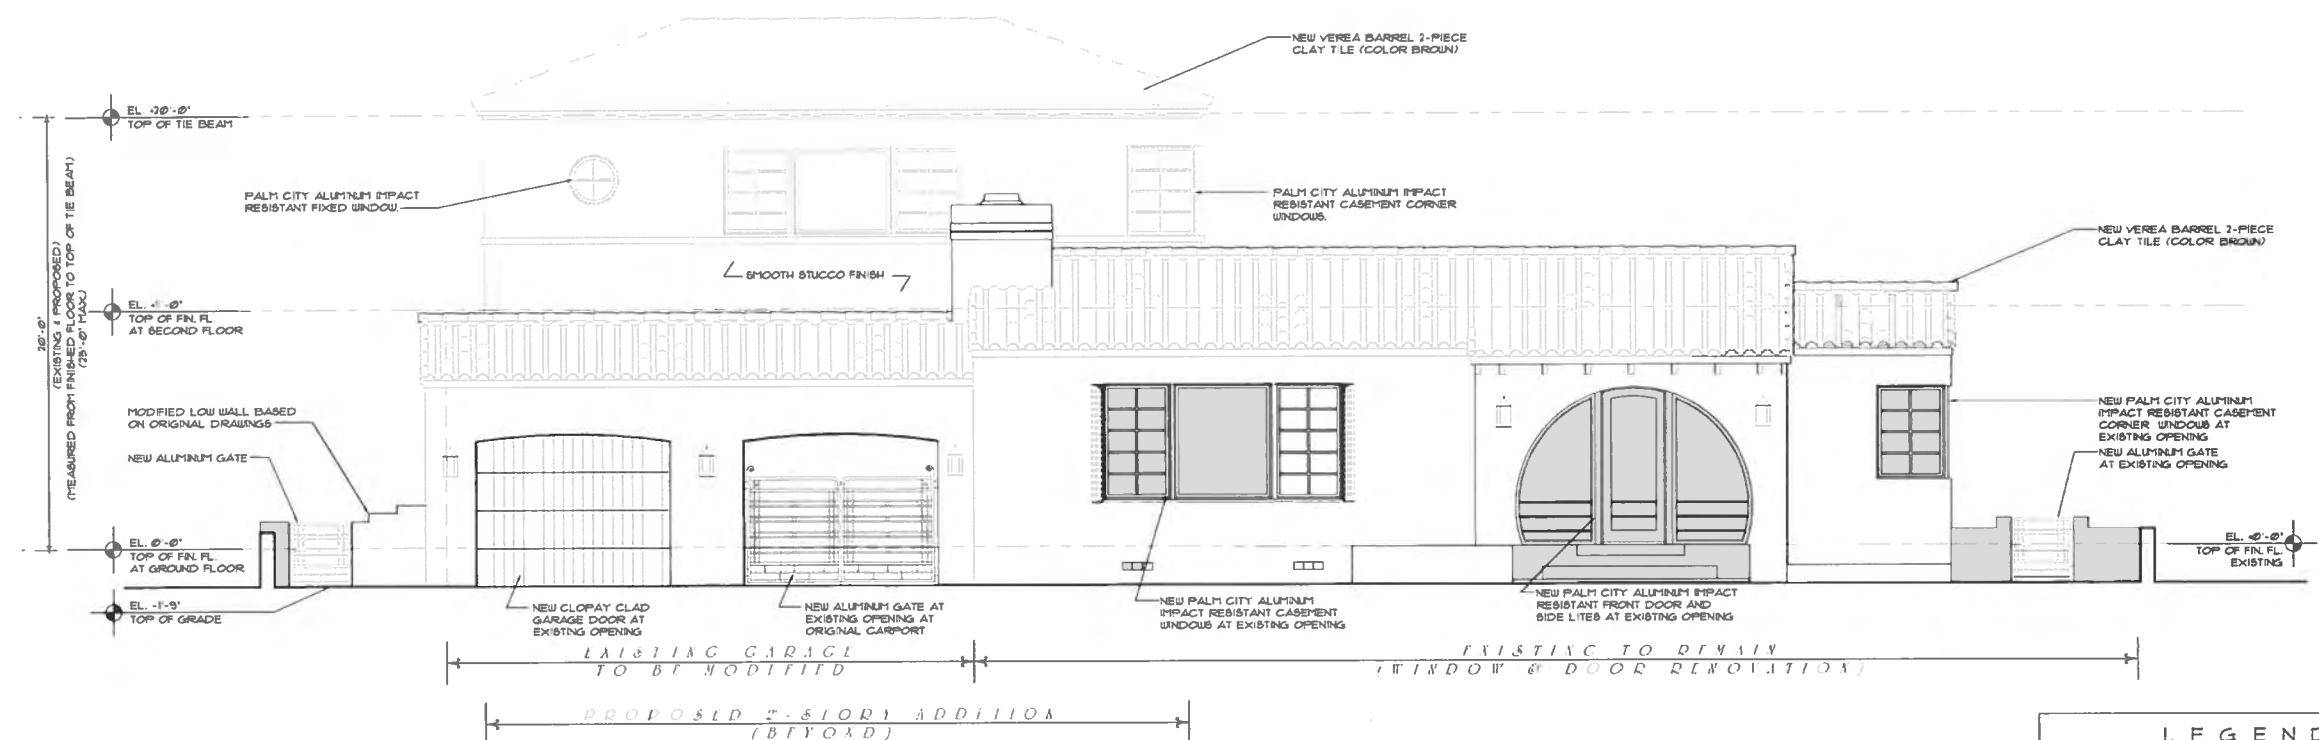 NEW VEREA BARREL 2-PIECE
CLAY TILE (COLOR BROWN)
EL. +20'-0"
TOP OF TIE BEAM
PALM CITY ALUMINUM IMPACT
RESISTANT FIXED WINDOW.
PALM CITY ALUMINUM IMPACT
RESISTANT CASEMENT CORNER
WINDOWS.
NEW VEREA BARREL 2-PIECE
CLAY TILE (COLOR BROWN)
SMOOTH STUCCO FINISH
20'-0"
(EXISTING & PROPOSED)
(MEASURED FROM FINISHED FLOOR TO TOP OF TIE BEAM)
(25'-0" MAX.)
TOP OF FIN. FL.
AT SECOND FLOOR
MODIFIED LOW WALL BASED
ON ORIGINAL DRAWINGS
NEW ALUMINUM GATE
NEW PALM CITY ALUMINUM
IMPACT RESISTANT CASEMENT
CORNER WINDOWS AT
EXISTING OPENING
NEW ALUMINUM GATE
AT EXISTING OPENING
EL. 0'-0"
TOP OF FIN. FL.
AT GROUND FLOOR
EL. +0'-0"
TOP OF FIN. FL.
EXISTING
EL. -1'-9"
TOP OF GRADE
NEW CLOPAY CLAD
GARAGE DOOR AT
EXISTING OPENING
NEW ALUMINUM GATE AT
EXISTING OPENING AT
ORIGINAL CARPORT
NEW PALM CITY ALUMINUM
IMPACT RESISTANT CASEMENT
WINDOWS AT EXISTING OPENING
NEW PALM CITY ALUMINUM IMPACT
RESISTANT FRONT DOOR AND
SIDE LITES AT EXISTING OPENING
EXISTING GARAGE
TO BE MODIFIED
EXISTING TO REMAIN
(WINDOW & DOOR RENOVATION)
PROPOSED 2-STORY ADDITION
(BEYOND)
LEGEND